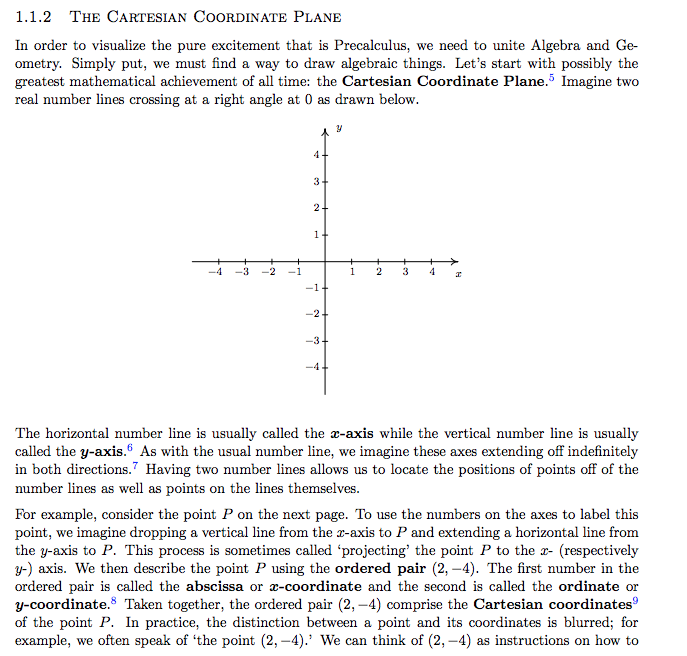 1.1.2 THE CARTESIAN COORDINATE PLANE
In order to visualize the pure excitement that is Precalculus, we need to unite Algebra and Ge-
ometry. Simply put, we must find a way to draw algebraic things. Let's start with possibly the
greatest mathematical achievement of all time: the Cartesian Coordinate Plane.5 Imagine two
real number lines crossing at a right angle at 0 as drawn below.
y
4
3
2
1
−4 −3 −2 −1 1 2 3 4 x
−1
−2
−3
−4
The horizontal number line is usually called the x-axis while the vertical number line is usually
called the y-axis.6 As with the usual number line, we imagine these axes extending off indefinitely
in both directions.7 Having two number lines allows us to locate the positions of points off of the
number lines as well as points on the lines themselves.
For example, consider the point P on the next page. To use the numbers on the axes to label this
point, we imagine dropping a vertical line from the x-axis to P and extending a horizontal line from
the y-axis to P. This process is sometimes called ‘projecting’ the point P to the x- (respectively
y-) axis. We then describe the point P using the ordered pair (2, −4). The first number in the
ordered pair is called the abscissa or x-coordinate and the second is called the ordinate or
y-coordinate.8 Taken together, the ordered pair (2, −4) comprise the Cartesian coordinates9
of the point P. In practice, the distinction between a point and its coordinates is blurred; for
example, we often speak of ‘the point (2, −4).’ We can think of (2, −4) as instructions on how to